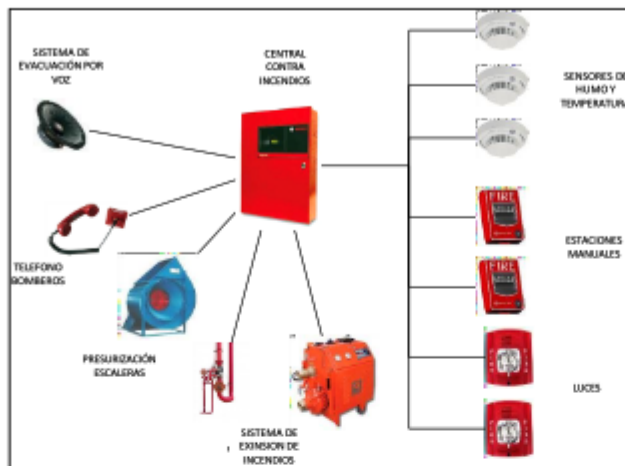 SISTEMA DE
EVACUACIÓN POR
VOZ
CENTRAL
CONTRA
INCENDIOS
SENSORES DE
HUMO Y
TEMPERATURA
TELEFONO
BOMBEROS
FIRE
ESTACIONES
MANUALES
FIRE
PRESURIZACIÓN
ESCALERAS
SISTEMA DE
EXINSION DE
INCENDIOS
LUCES